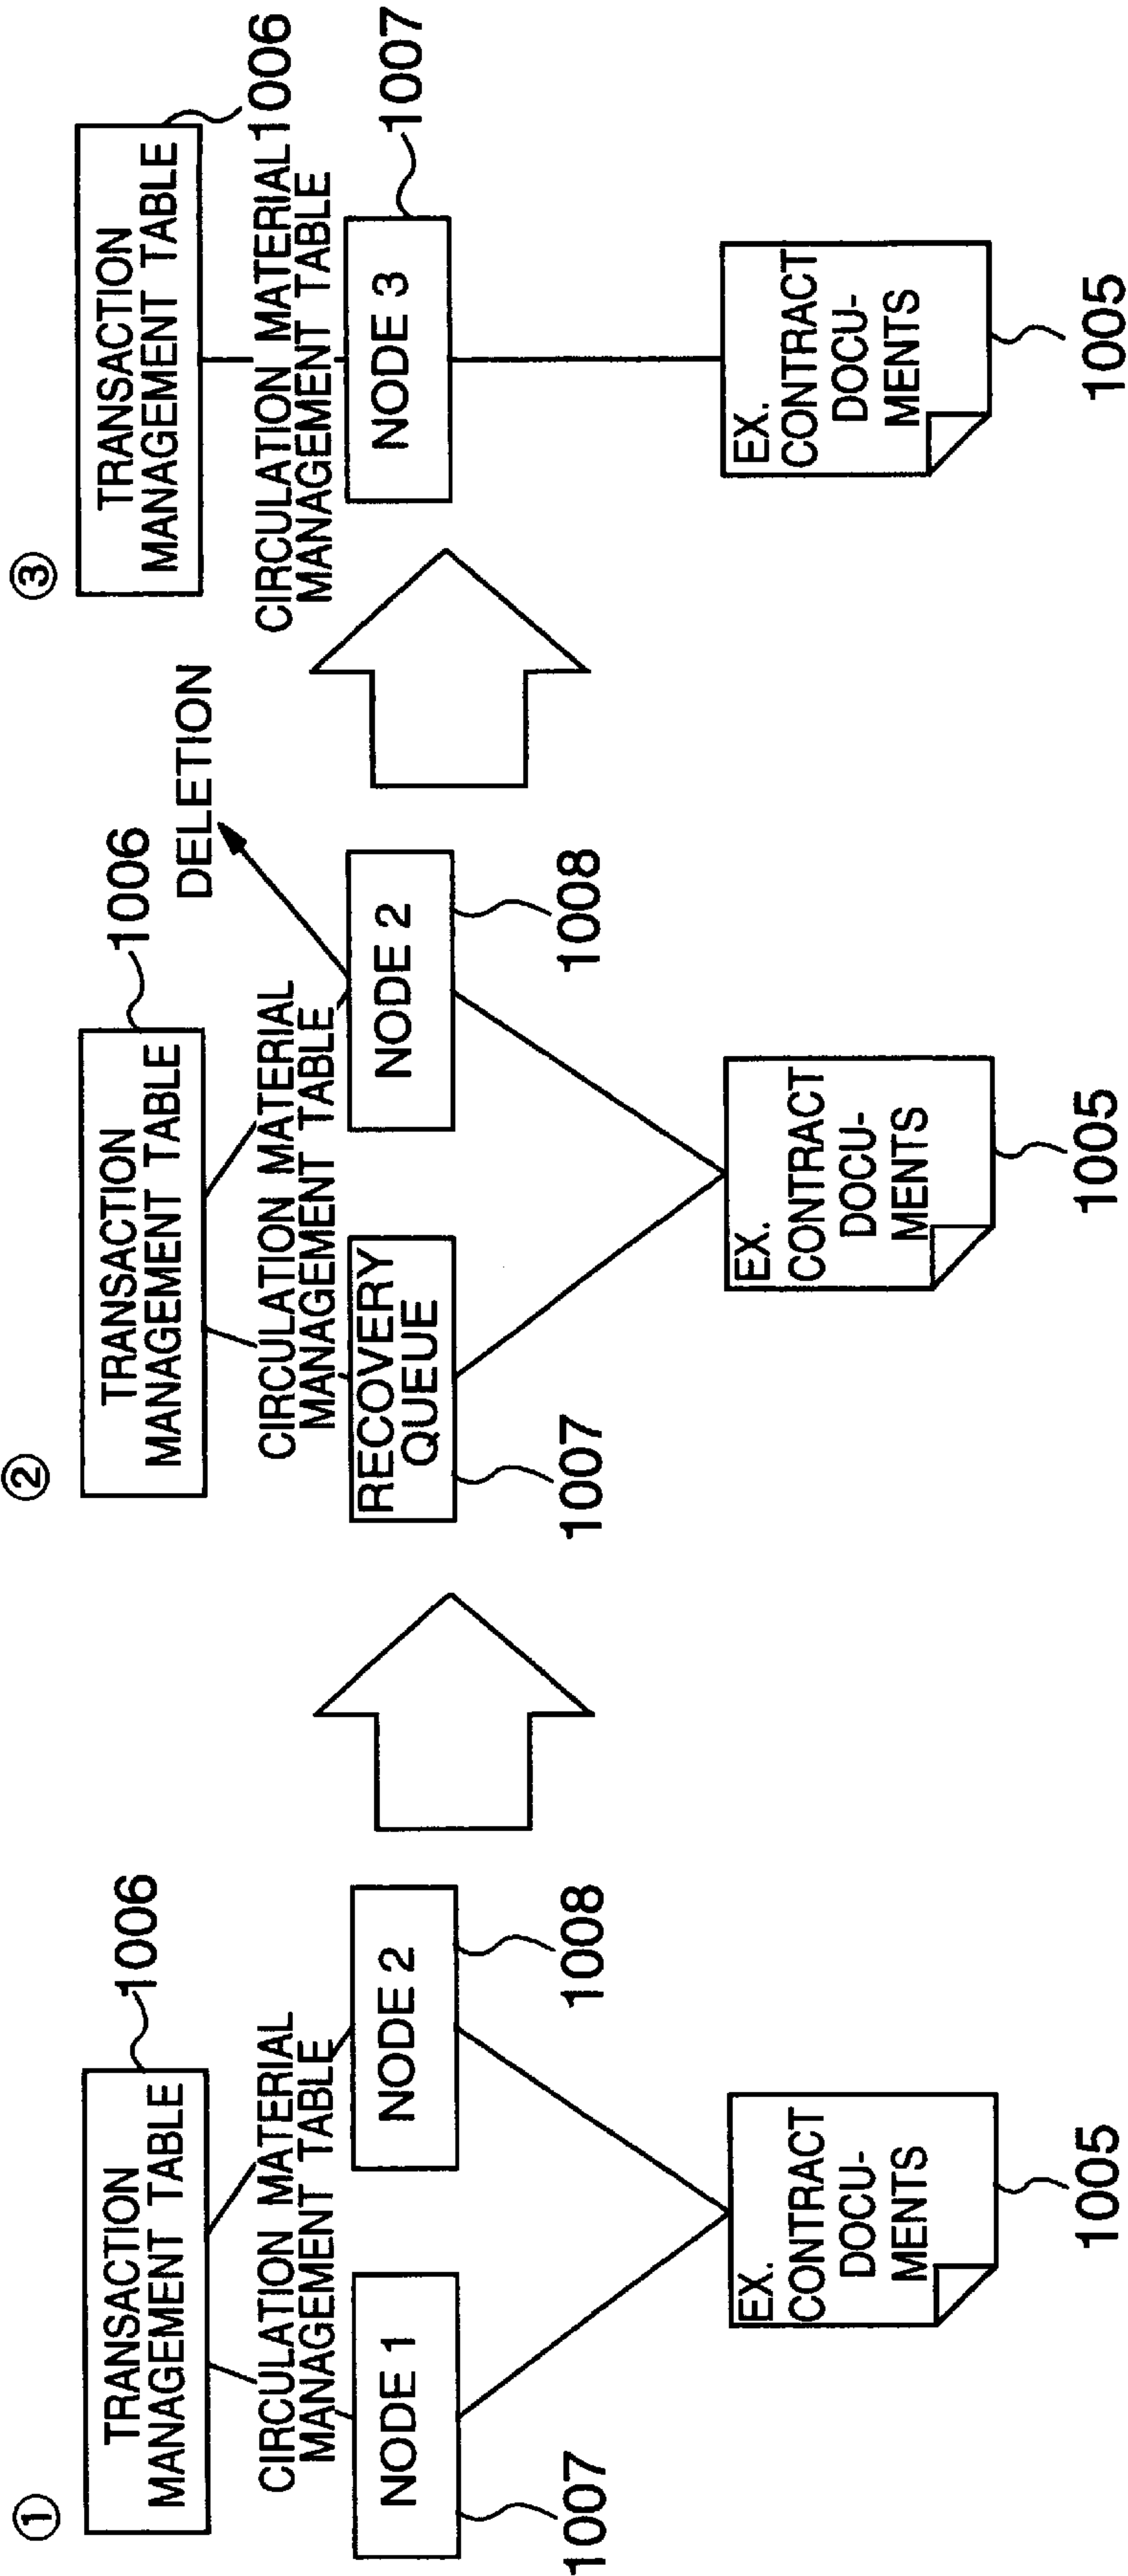 ①
TRANSACTION
MANAGEMENT TABLE
1006
CIRCULATION MATERIAL
MANAGEMENT TABLE
NODE 1
NODE 2
1007
1008
EX.
CONTRACT
DOCU-
MENTS
1005
②
TRANSACTION
MANAGEMENT TABLE
1006
DELETION
CIRCULATION MATERIAL
MANAGEMENT TABLE
RECOVERY
QUEUE
NODE 2
1007
1008
EX.
CONTRACT
DOCU-
MENTS
1005
③
TRANSACTION
MANAGEMENT TABLE
1006
CIRCULATION MATERIAL
MANAGEMENT TABLE
NODE 3
1007
EX.
CONTRACT
DOCU-
MENTS
1005